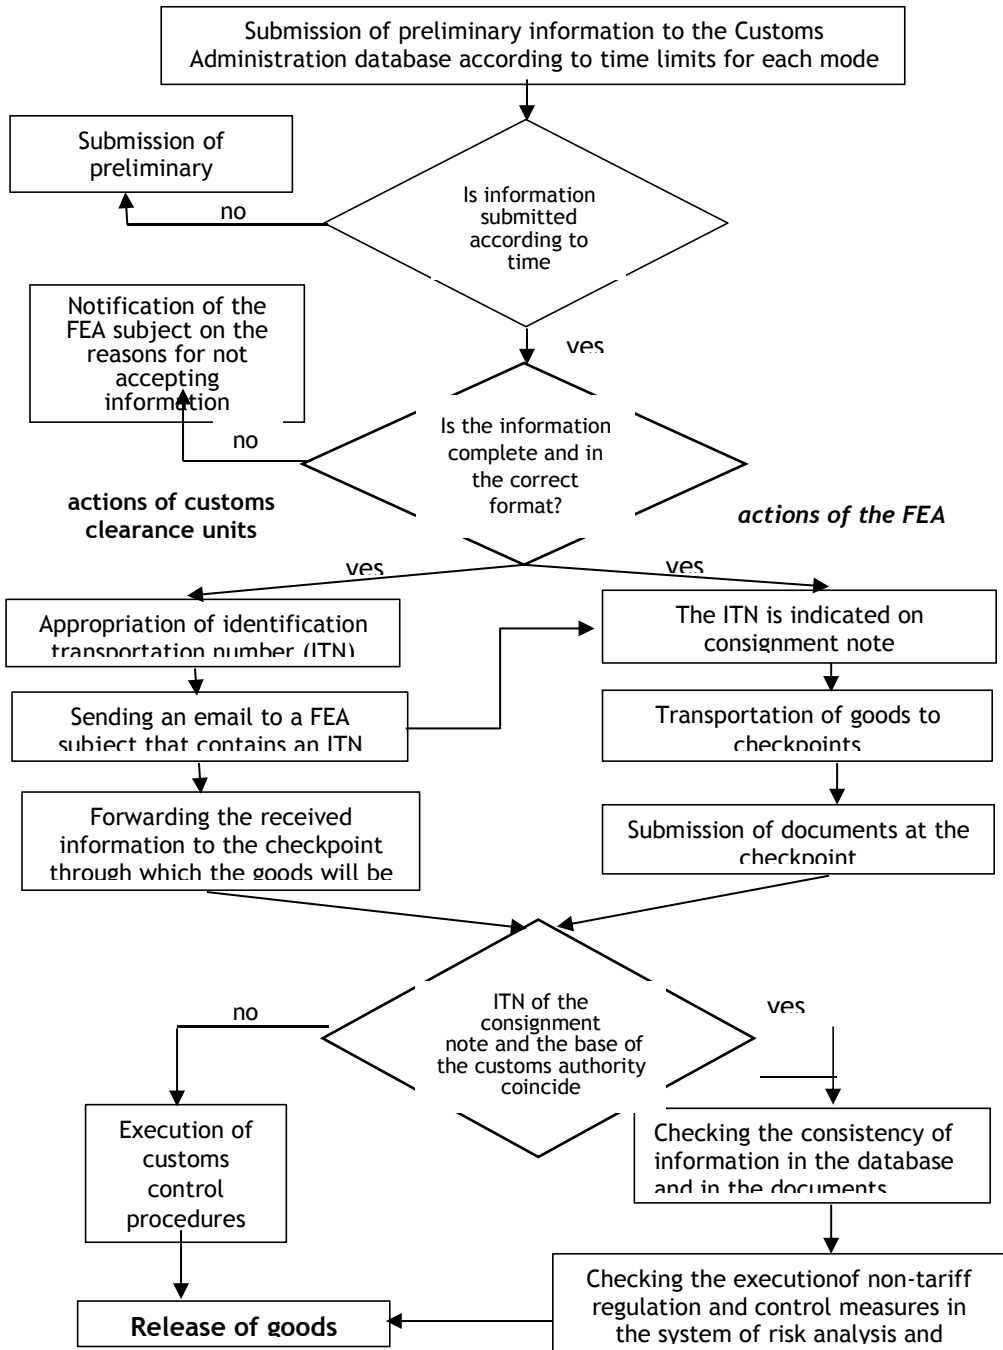 Submission of preliminary information to the Customs
Administration database according to time limits for each mode
Submission of
preliminary
no
Is information
submitted
according to
time
Notification of the
FEA subject on the
reasons for not
accepting
information
yes
no
Is the information
complete and in
the correct
format?
actions of customs
clearance units
actions of the FEA
yes
yes
Appropriation of identification
transportation number (ITN)
The ITN is indicated on
consignment note
Sending an email to a FEA
subject that contains an ITN
Transportation of goods to
checkpoints
Forwarding the received
information to the checkpoint
through which the goods will be
Submission of documents at the
checkpoint
no
ITN of the
consignment
note and the base of
the customs authority
coincide
yes
Execution of
customs
control
procedures
Checking the consistency of
information in the database
and in the documents
Checking the executionof non-tariff
regulation and control measures in
the system of risk analysis and
Release of goods